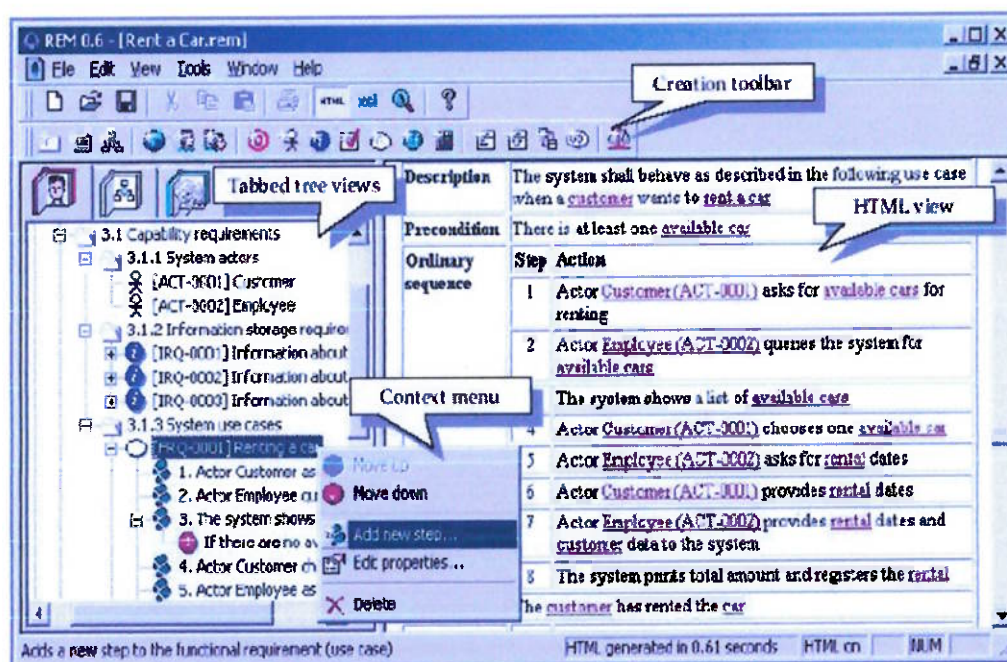 REM 0.6 - [Rent a Car.rem]
File Edit View Tools Window Help
HTML xml
Creation toolbar
Tabbed tree views
HTML view
Context menu
3.1 Capability requirements
3.1.1 System actors
[ACT-0001] Customer
[ACT-0002] Employee
3.1.2 Information storage require
[IRQ-0001] Information about
[IRQ-0002] Information about
[IRQ-0003] Information about
3.1.3 System use cases
[FRQ-0001] Renting a car
1. Actor Customer as
2. Actor Employee
3. The system shows
If there are no av
4. Actor Customer ch
5. Actor Employee as
Move up
Move down
Add new step...
Edit properties...
Delete
Description The system shall behave as described in the following use case
when a customer wants to rent a car
Precondition There is at least one available car
Ordinary Step Action
sequence
1 Actor Customer (ACT-0001) asks for available cars for
renting
2 Actor Employee (ACT-0002) queries the system for
available cars
The system shows a list of available cars
4 Actor Customer (ACT-0001) chooses one available car
5 Actor Employee (ACT-0002) asks for rental dates
6 Actor Customer (ACT-0001) provides rental dates
7 Actor Employee (ACT-0002) provides rental dates and
customer data to the system
8 The system prints total amount and registers the rental
The customer has rented the car
Adds a new step to the functional requirement (use case) HTML generated in 0.61 seconds HTML on NUM